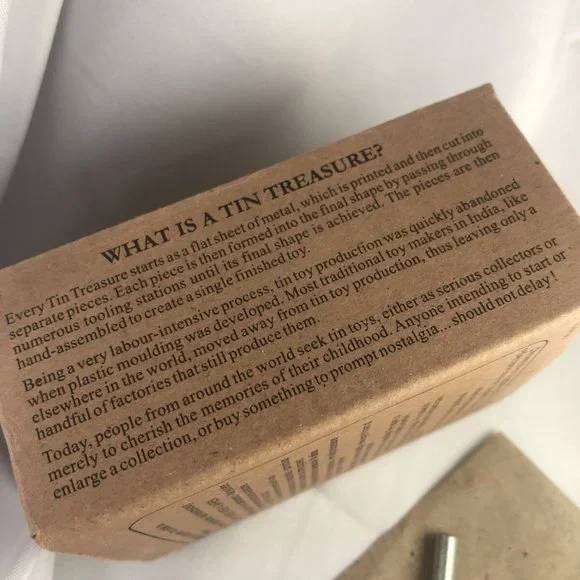 WHAT IS A TIN TREASURE?
Every Tin Treasure starts as a flat sheet of metal, which is printed and then cut into
separate pieces. Each piece is then formed into the final shape by passing through
numerous tooling stations until its final shape is achieved. The pieces are then
hand-assembled to create a single finished toy.
Being a very labour-intensive process, tin toy production was quickly abandoned
when plastic moulding was developed. Most traditional toy makers in India, like
elsewhere in the world, moved away from tin toy production, thus leaving only a
handful of factories that still produce them.
Today, people from around the world seek tin toys, either as serious collectors or
merely to cherish the memories of their childhood. Anyone intending to start or
enlarge a collection, or buy something to prompt nostalgia....should not delay!